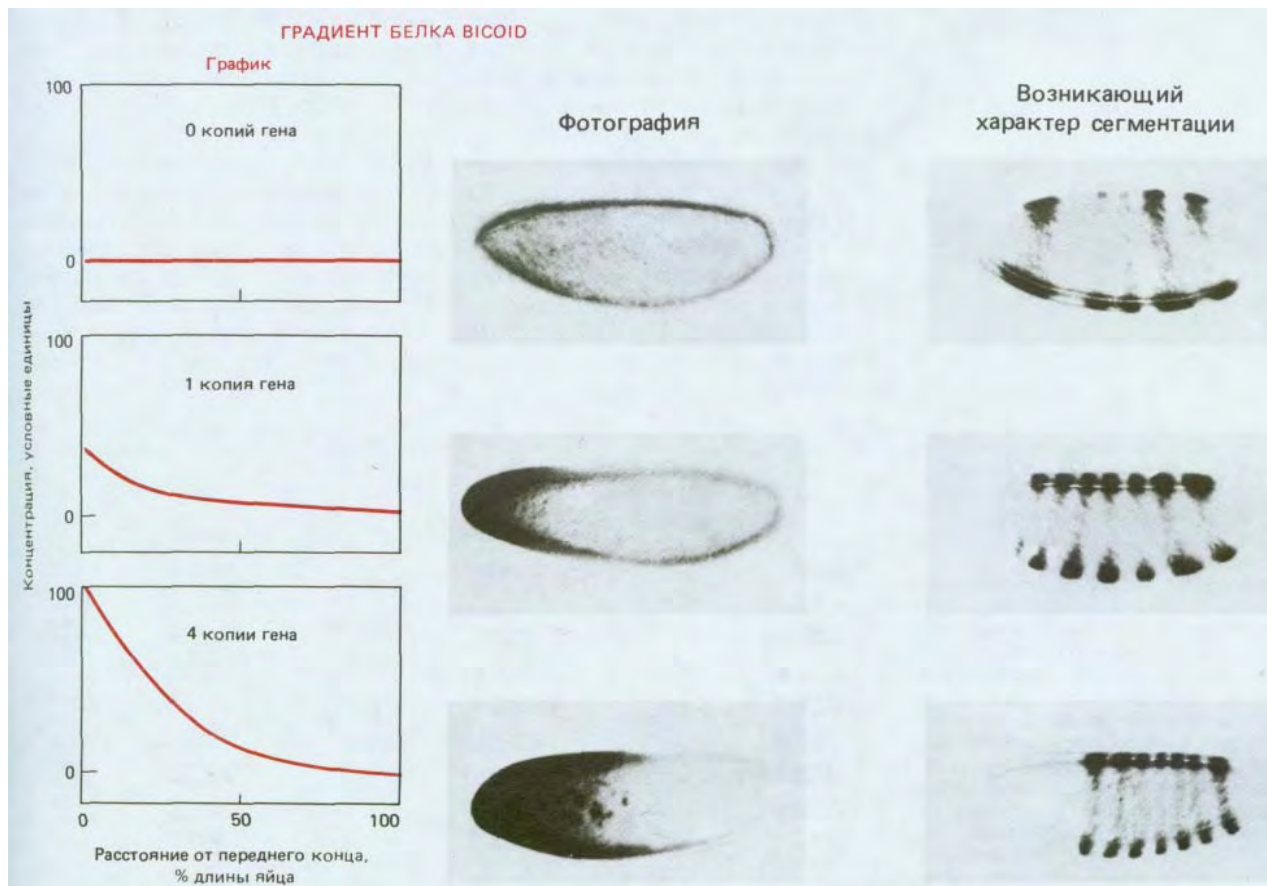 ГРАДИЕНТ БЕЛКА BICOID
График
100
0 копий гена
0
100
1 копия гена
0
100
4 копии гена
0
0 50 100
Концентрация, условные единицы
Расстояние от переднего конца,
% длины яйца
Фотография
Возникающий
характер сегментации